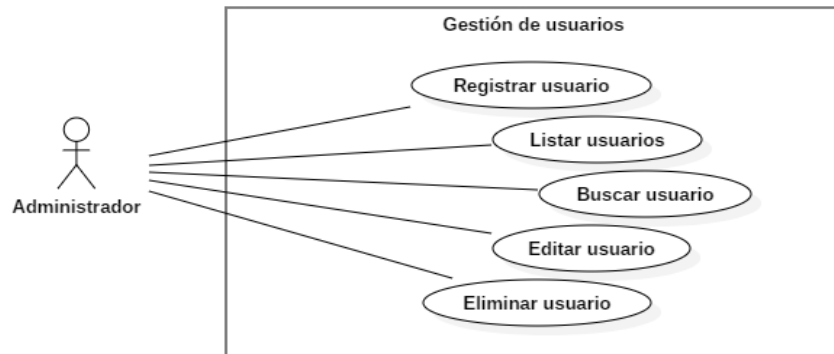 Gestión de usuarios
Registrar usuario
Listar usuarios
Buscar usuario
Administrador
Editar usuario
Eliminar usuario